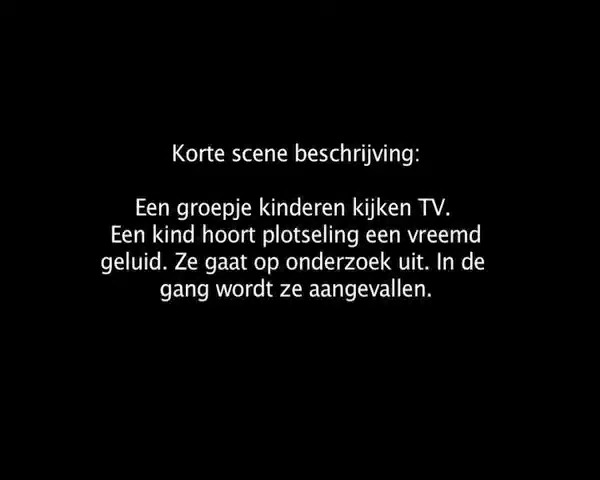 Korte scene beschrijving:
Een groepje kinderen kijken TV.
Een kind hoort plotseling een vreemd
geluid. Ze gaat op onderzoek uit. In de
gang wordt ze aangevallen.